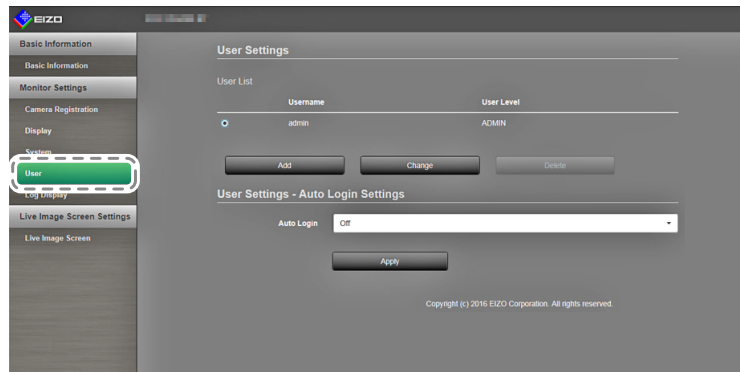 EIZO
Basic Information
Basic Information
Monitor Settings
Camera Registration
Display
System
User
Log Display
Live Image Screen Settings
Live Image Screen
User Settings
User List
Username User Level
admin ADMIN
Add Change Delete
User Settings - Auto Login Settings
Auto Login Off
Apply
Copyright (c) 2016 EIZO Corporation. All rights reserved.